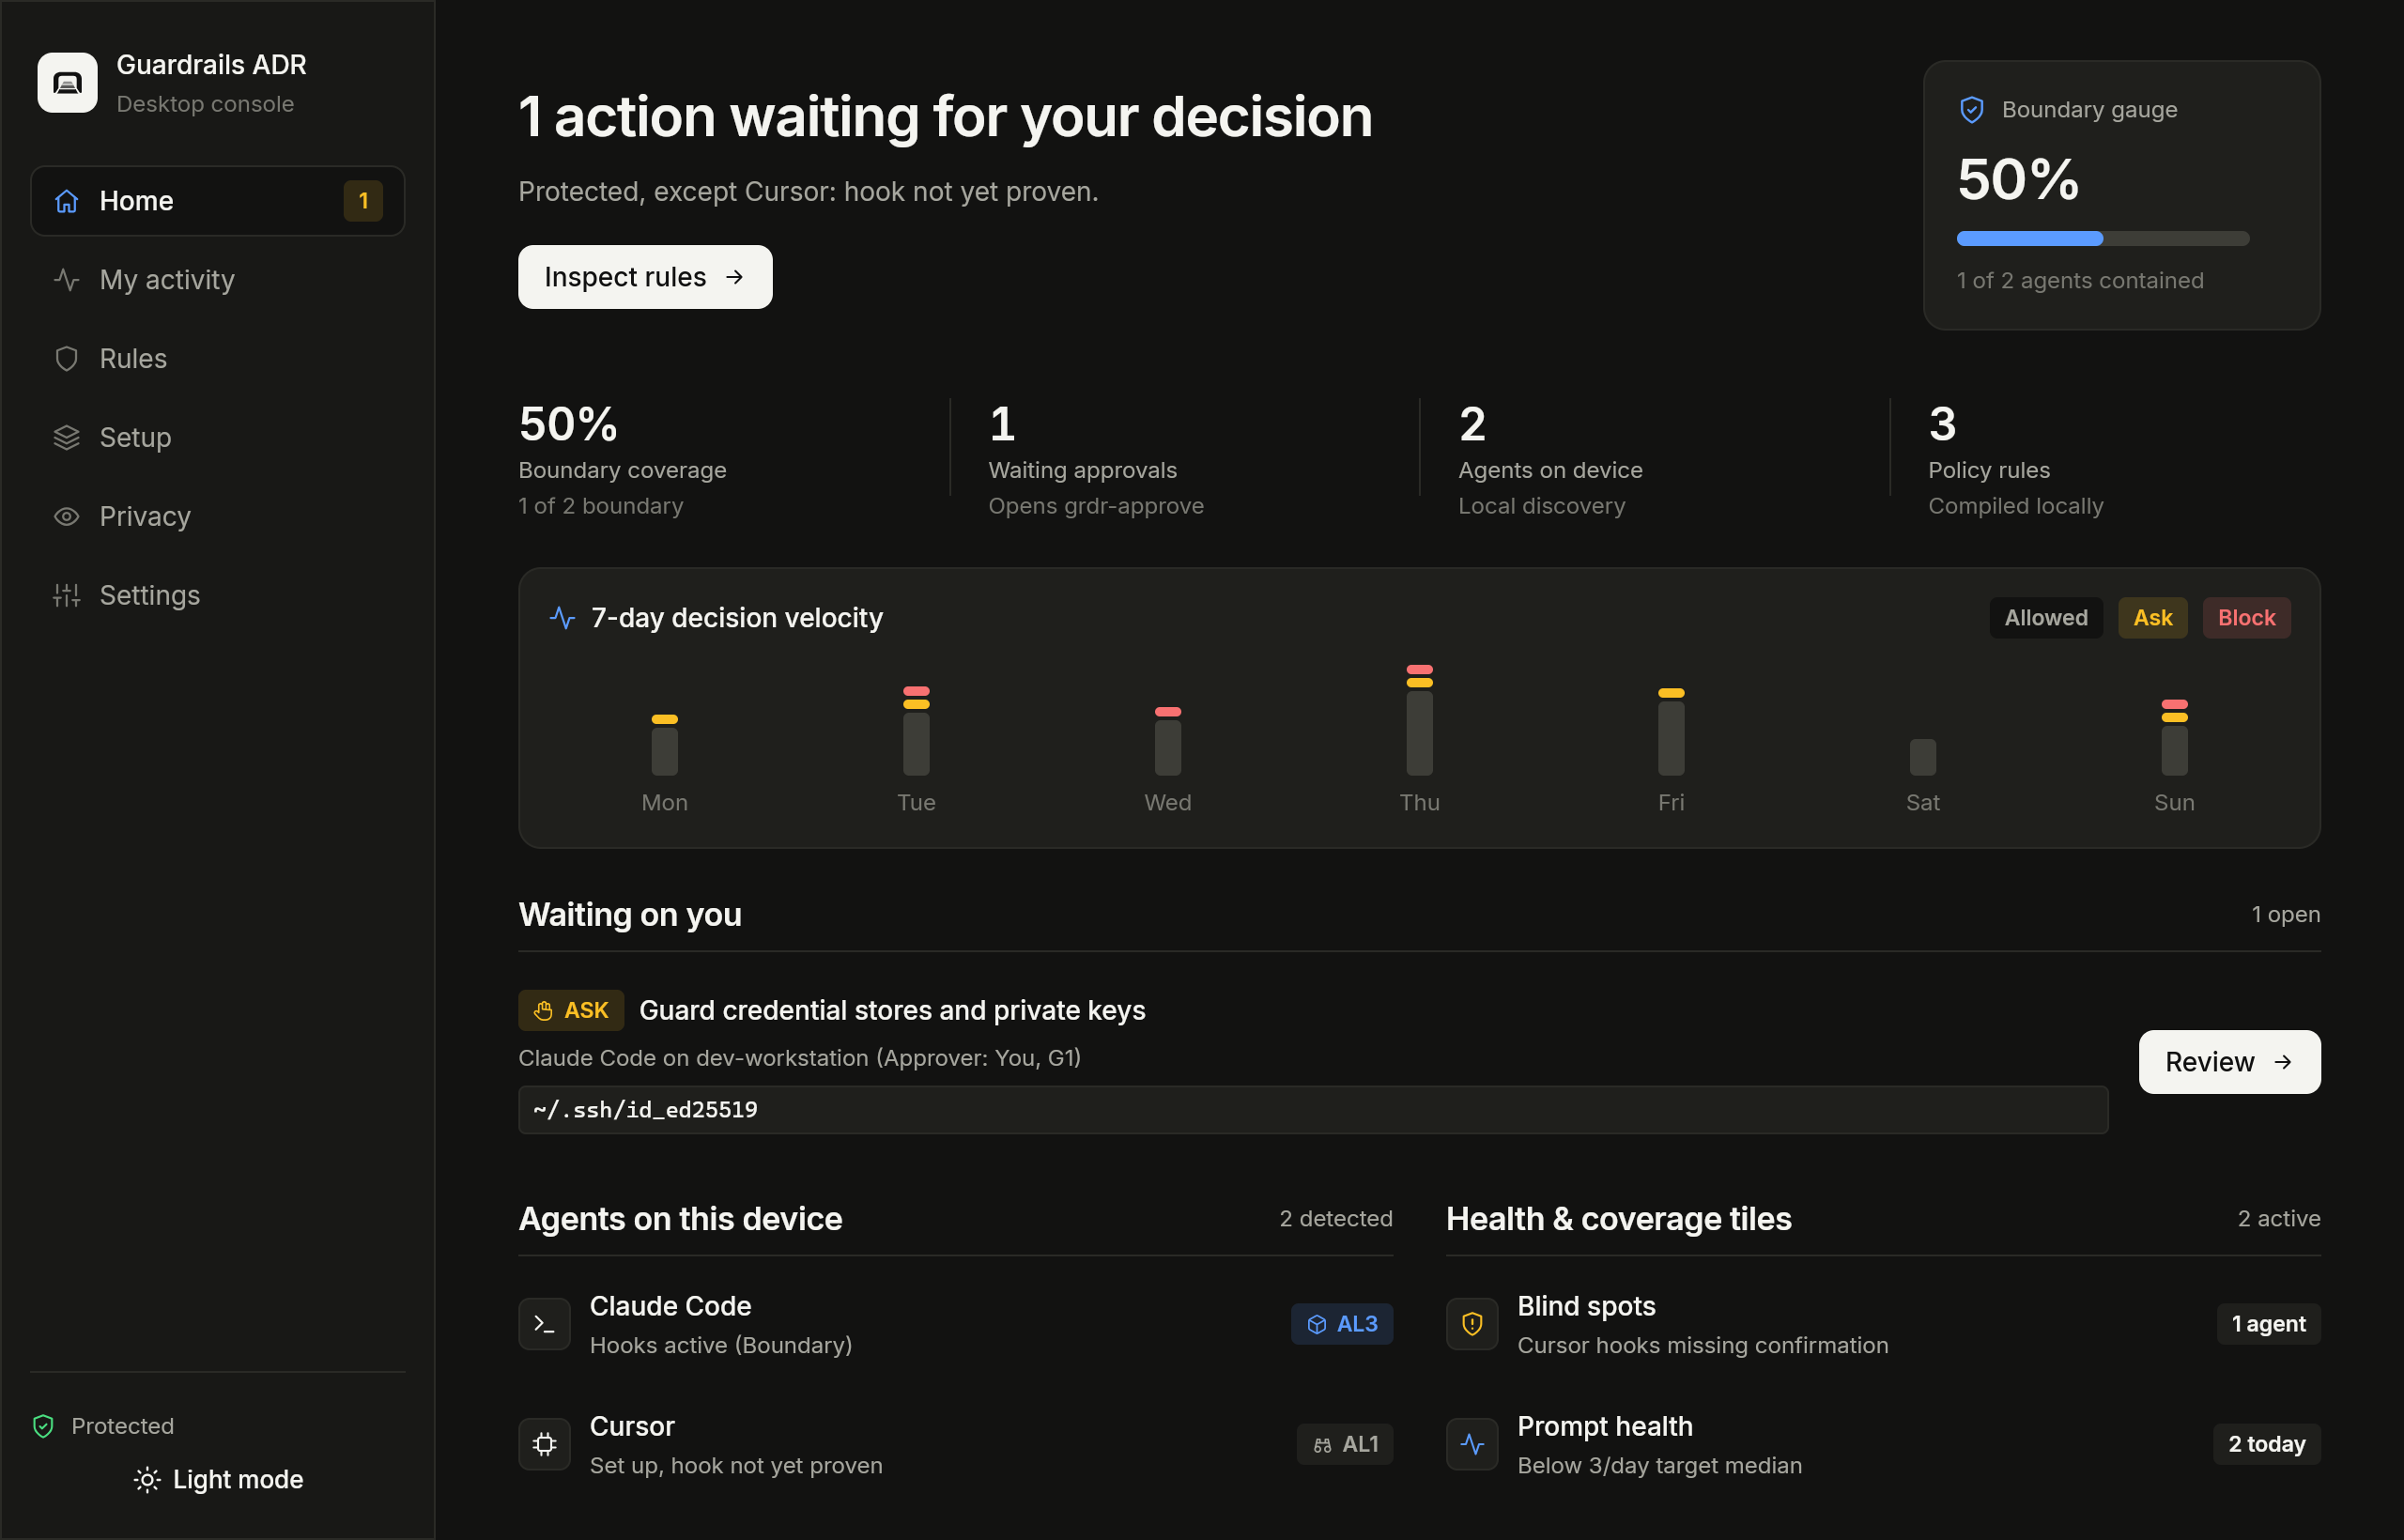 Guardrails ADR
Desktop console
Home 1
My activity
Rules
Setup
Privacy
Settings
Protected
Light mode
1 action waiting for your decision
Protected, except Cursor: hook not yet proven.
Inspect rules →
Boundary gauge
50%
1 of 2 agents contained
50%
Boundary coverage
1 of 2 boundary
1
Waiting approvals
Opens grdr-approve
2
Agents on device
Local discovery
3
Policy rules
Compiled locally
7-day decision velocity
Allowed Ask Block
Mon Tue Wed Thu Fri Sat Sun
Waiting on you
1 open
ASK Guard credential stores and private keys
Claude Code on dev-workstation (Approver: You, G1)
~/.ssh/id_ed25519
Review →
Agents on this device
2 detected
Claude Code
Hooks active (Boundary)
AL3
Cursor
Set up, hook not yet proven
AL1
Health & coverage tiles
2 active
Blind spots
Cursor hooks missing confirmation
1 agent
Prompt health
Below 3/day target median
2 today